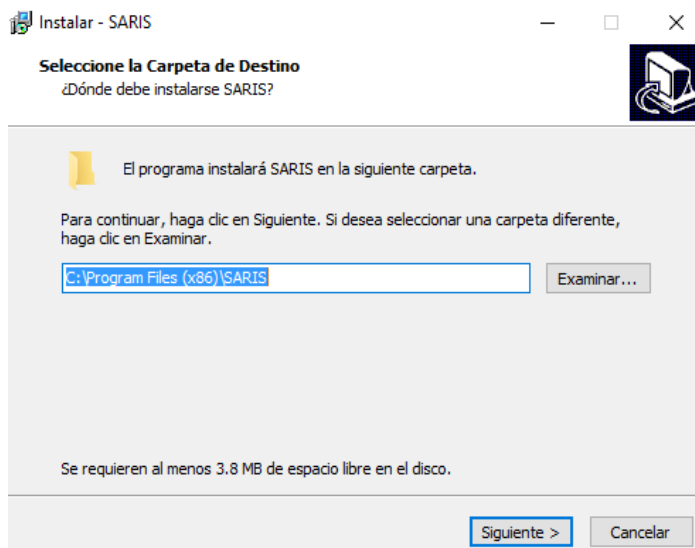 Instalar - SARIS
Seleccione la Carpeta de Destino
¿Dónde debe instalarse SARIS?
El programa instalará SARIS en la siguiente carpeta.
Para continuar, haga clic en Siguiente. Si desea seleccionar una carpeta diferente,
haga clic en Examinar.
C:\Program Files (x86)\SARIS
Examinar...
Se requieren al menos 3.8 MB de espacio libre en el disco.
Siguiente >
Cancelar